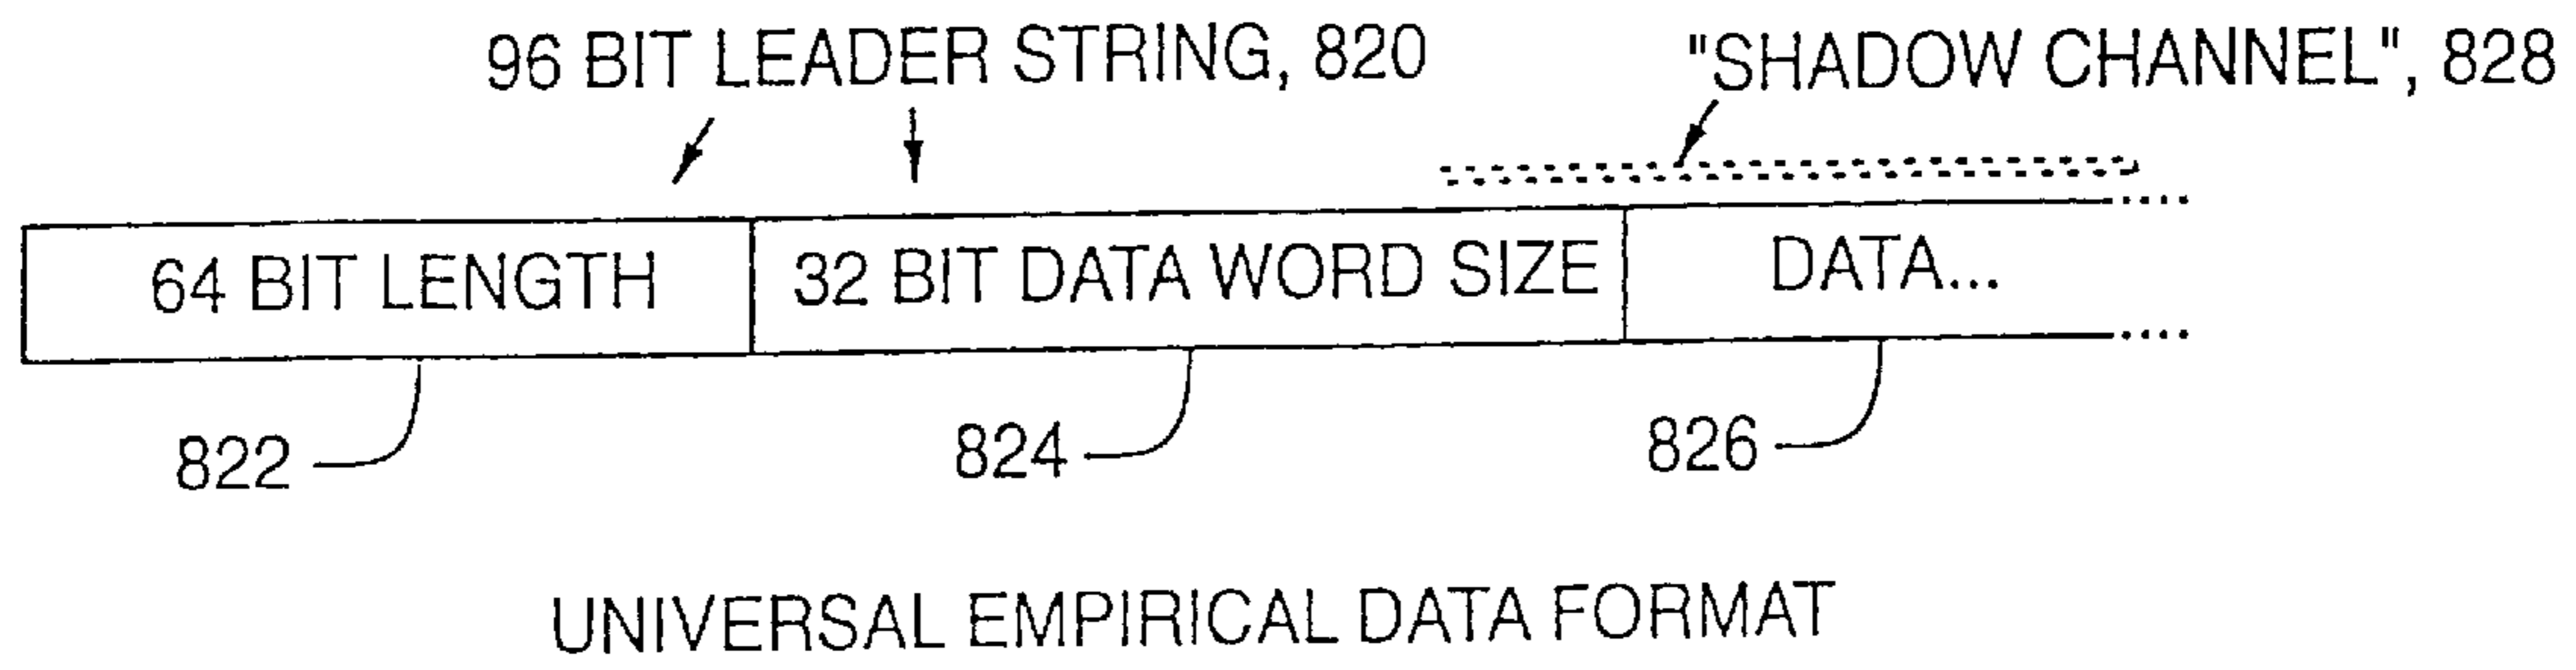 96 BIT LEADER STRING, 820
"SHADOW CHANNEL", 828
64 BIT LENGTH
32 BIT DATA WORD SIZE
DATA...
822
824
826
UNIVERSAL EMPIRICAL DATA FORMAT